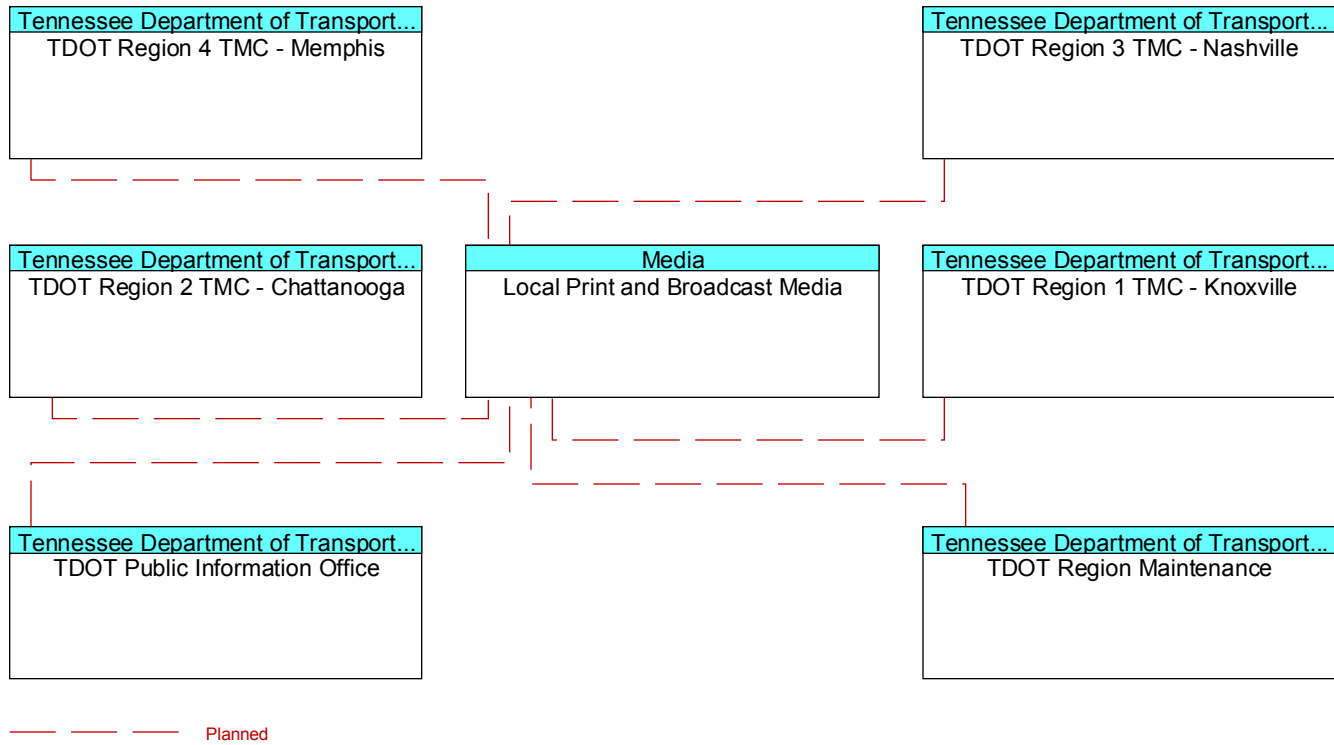 Tennessee Department of Transport...
TDOT Region 4 TMC - Memphis
Tennessee Department of Transport...
TDOT Region 3 TMC - Nashville
Tennessee Department of Transport...
TDOT Region 2 TMC - Chattanooga
Media
Local Print and Broadcast Media
Tennessee Department of Transport...
TDOT Region 1 TMC - Knoxville
Tennessee Department of Transport...
TDOT Public Information Office
Tennessee Department of Transport...
TDOT Region Maintenance
Planned